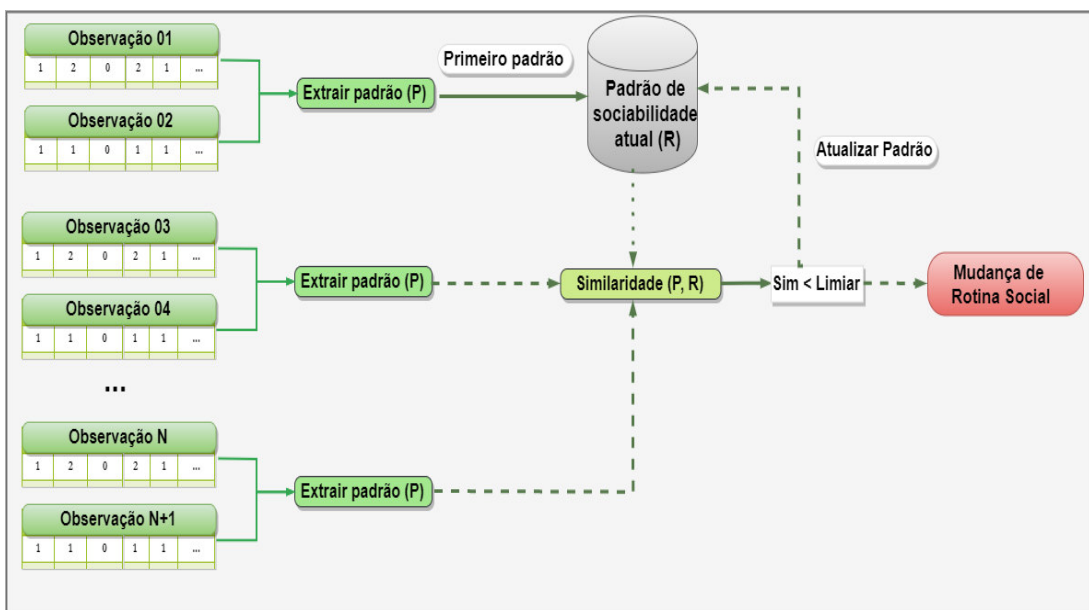 Observação 01
1 2 0 2 1 ...
Observação 02
1 1 0 1 1 ...
Extrair padrão (P)
Primeiro padrão
Padrão de
sociabilidade
atual (R)
Atualizar Padrão
Observação 03
1 2 0 2 1 ...
Observação 04
1 1 0 1 1 ...
Extrair padrão (P)
Similaridade (P, R)
Sim < Limiar
Mudança de
Rotina Social
...
Observação N
1 2 0 2 1 ...
Observação N+1
1 1 0 1 1 ...
Extrair padrão (P)